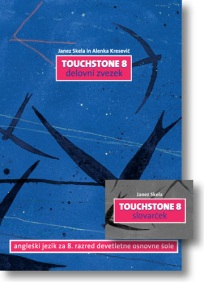 Janez Skela in Alenka Kresevič
TOUCHSTONE 8
delovni zvezek
Janez Skela
TOUCHSTONE 8
slovarček
angleški jezik za 8. razred devetletne osnovne šole